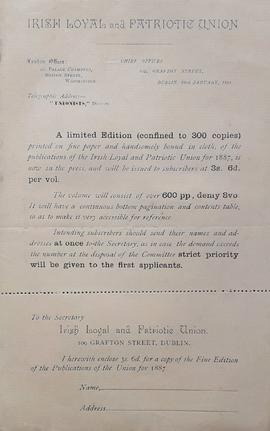 IRISH LOYAL and PATRIOTIC UNION
London Office:
CHIEF OFFICES
PALACE CHAMBERS,
109, GRAFTON STREET,
BRIDGE STREET,
WESTMINSTER.
DUBLIN, JANUARY,
Telegraphic Address—
"UNIONISTS," DUBLIN
A limited Edition (confined to 300 copies)
printed on fine paper and handsomely bound in cloth, of the
publications of the Irish Loyal and Patriotic Union for 1887, is
now in the press, and will be issued to subscribers at 3s. 6d.
per vol.
The volume will consist of over 600 pp, demy 8vo
It will have a continuous bottom pagination and contents table,
so as to make it very accessible for reference
Intending subscribers should send their names and ad-
dresses at once to the Secretary, as in case the demand exceeds
the number at the disposal of the Committee strict priority
will be given to the first applicants.
To the Secretary
Irish Loyal and Patriotic Union.
109 GRAFTON STREET, DUBLIN.
I herewith enclose 3s. 6d. for a copy of the Fine Edition
of the Publications of the Union for 1887
Name,
Address,